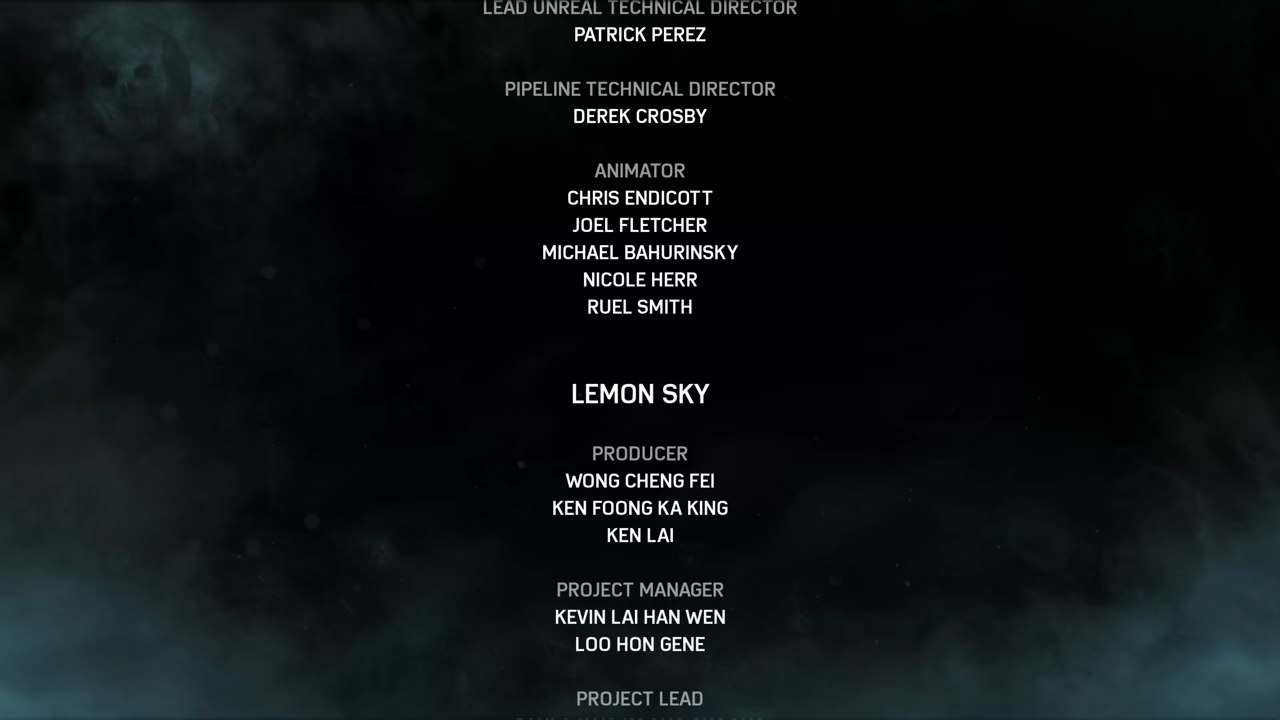 LEAD UNREAL TECHNICAL DIRECTOR
PATRICK PEREZ
PIPELINE TECHNICAL DIRECTOR
DEREK CROSBY
ANIMATOR
CHRIS ENDICOTT
JOEL FLETCHER
MICHAEL BAHURINSKY
NICOLE HERR
RUEL SMITH
LEMON SKY
PRODUCER
WONG CHENG FEI
KEN FOONG KA KING
KEN LAI
PROJECT MANAGER
KEVIN LAI HAN WEN
LOO HON GENE
PROJECT LEAD